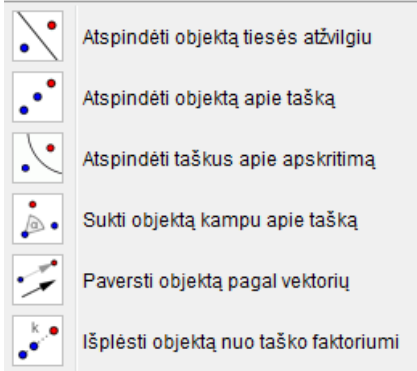 Atspindėti objektą tiesės atžvilgiu
Atspindėti objektą apie tašką
Atspindėti taškus apie apskritimą
α
Sukti objektą kampu apie tašką
Paversti objektą pagal vektorių
k
Išplėsti objektą nuo taško faktoriumi